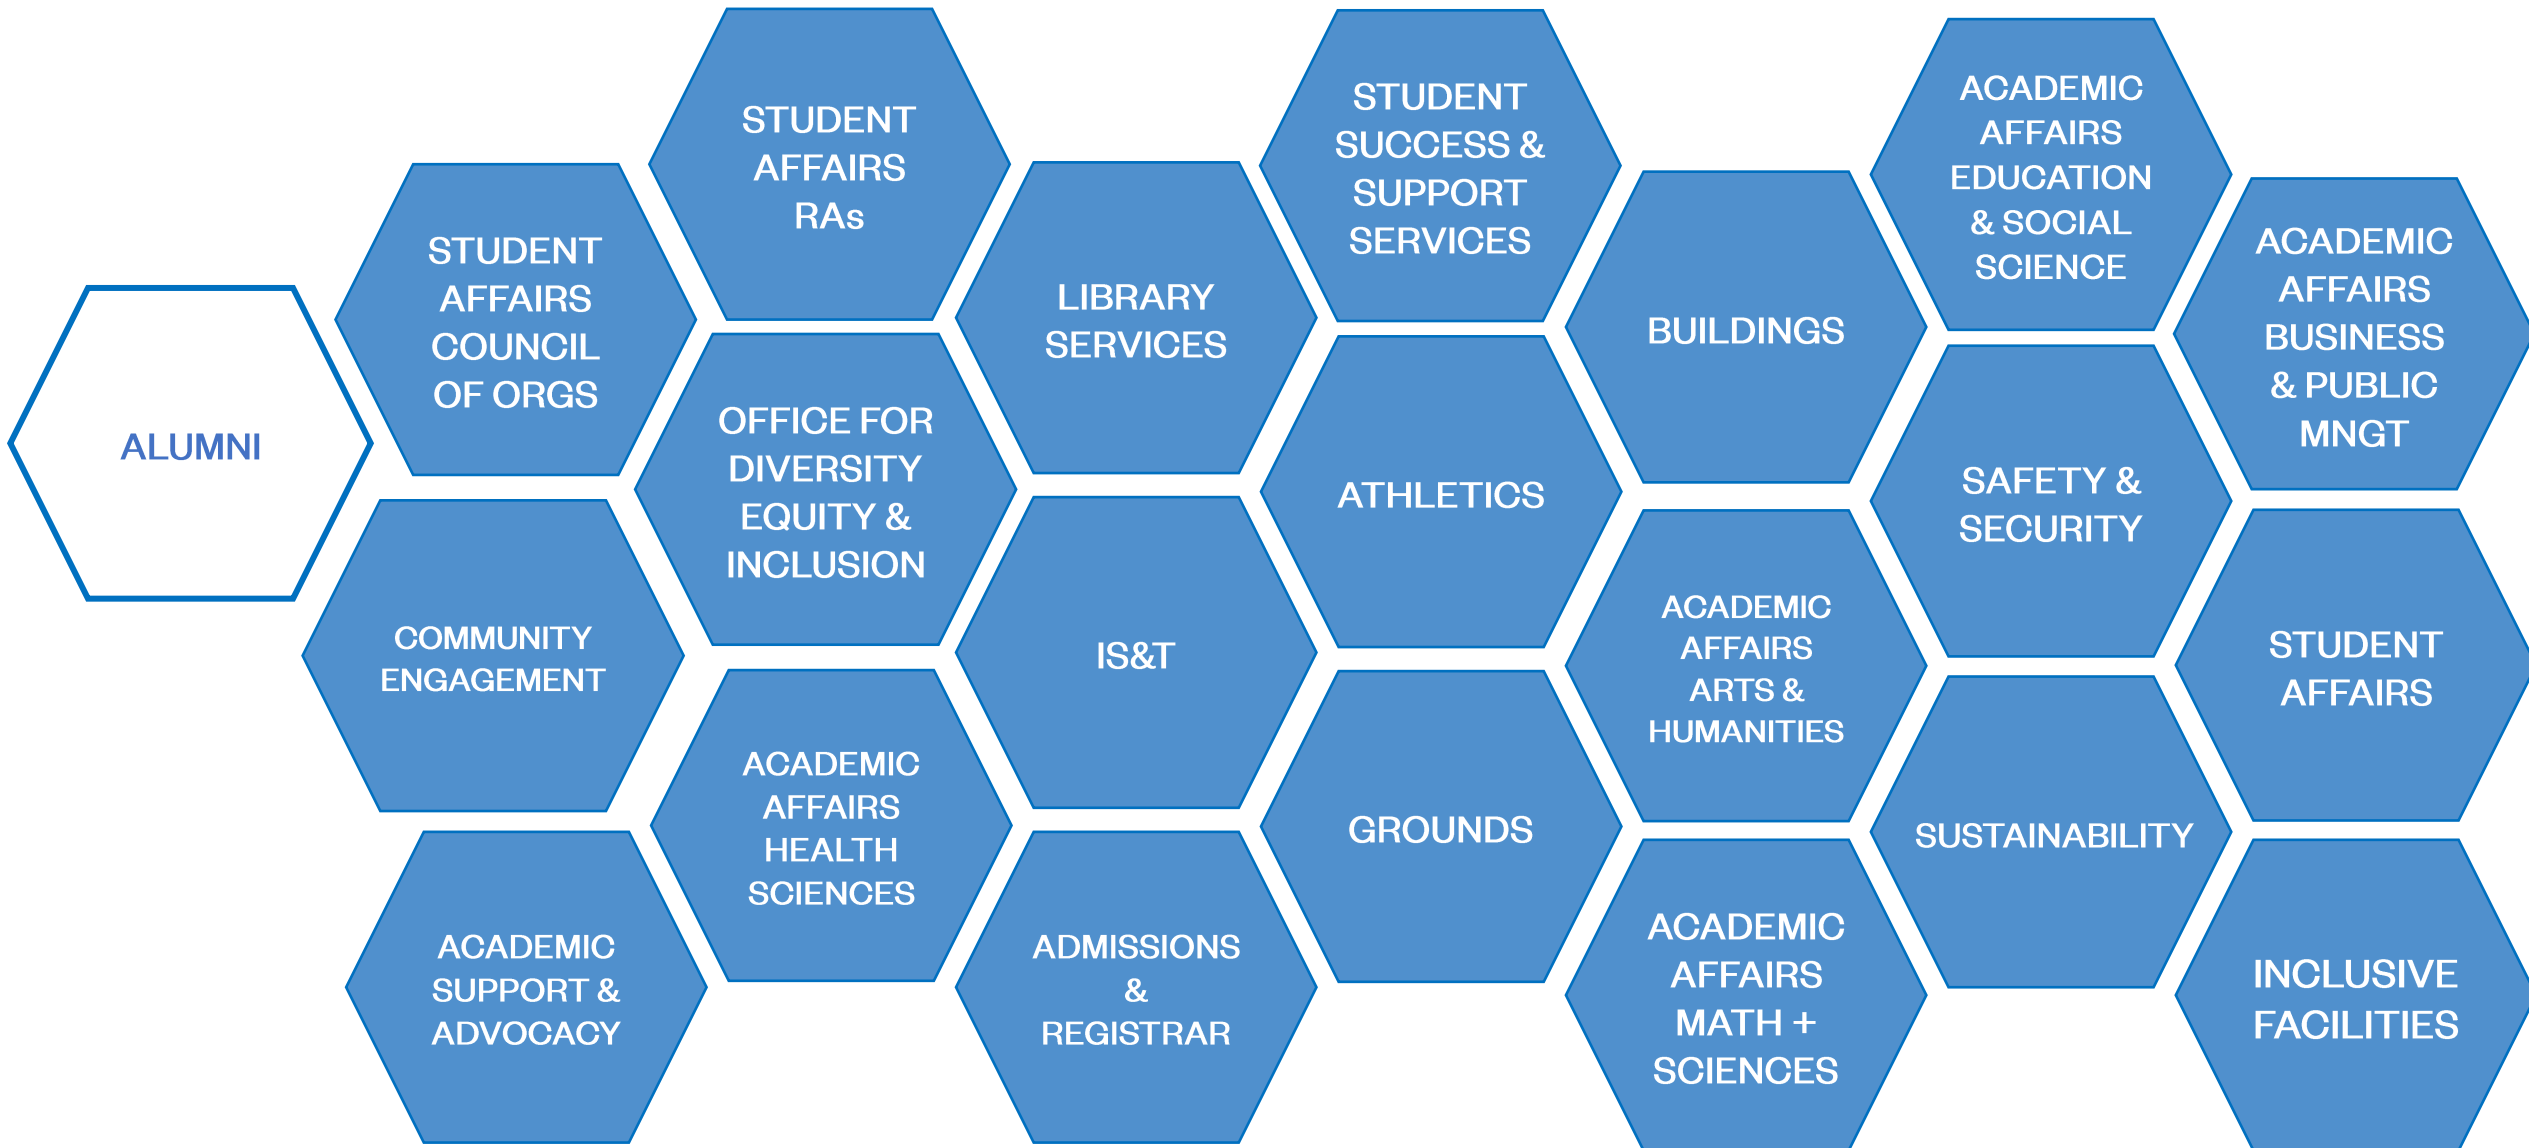 ALUMNI
STUDENT
AFFAIRS
COUNCIL
OF ORGS
COMMUNITY
ENGAGEMENT
ACADEMIC
SUPPORT &
ADVOCACY
STUDENT
AFFAIRS
RAs
OFFICE FOR
DIVERSITY
EQUITY &
INCLUSION
ACADEMIC
AFFAIRS
HEALTH
SCIENCES
LIBRARY
SERVICES
IS&T
ADMISSIONS
&
REGISTRAR
STUDENT
SUCCESS &
SUPPORT
SERVICES
ATHLETICS
GROUNDS
BUILDINGS
ACADEMIC
AFFAIRS
ARTS &
HUMANITIES
ACADEMIC
AFFAIRS
MATH +
SCIENCES
ACADEMIC
AFFAIRS
EDUCATION
& SOCIAL
SCIENCE
SAFETY &
SECURITY
SUSTAINABILITY
ACADEMIC
AFFAIRS
BUSINESS
& PUBLIC
MNGT
STUDENT
AFFAIRS
INCLUSIVE
FACILITIES